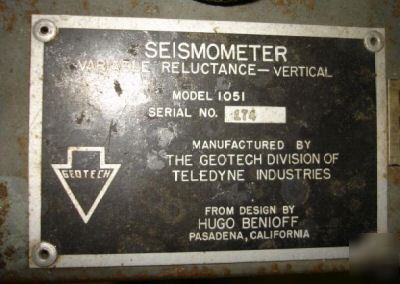 SEISMOMETER
VARIABLE RELUCTANCE—VERTICAL
MODEL 1051
SERIAL NO. 174
MANUFACTURED BY
THE GEOTECH DIVISION OF
TELEDYNE INDUSTRIES
GEOTECH
FROM DESIGN BY
HUGO BENIOFF
PASADENA, CALIFORNIA